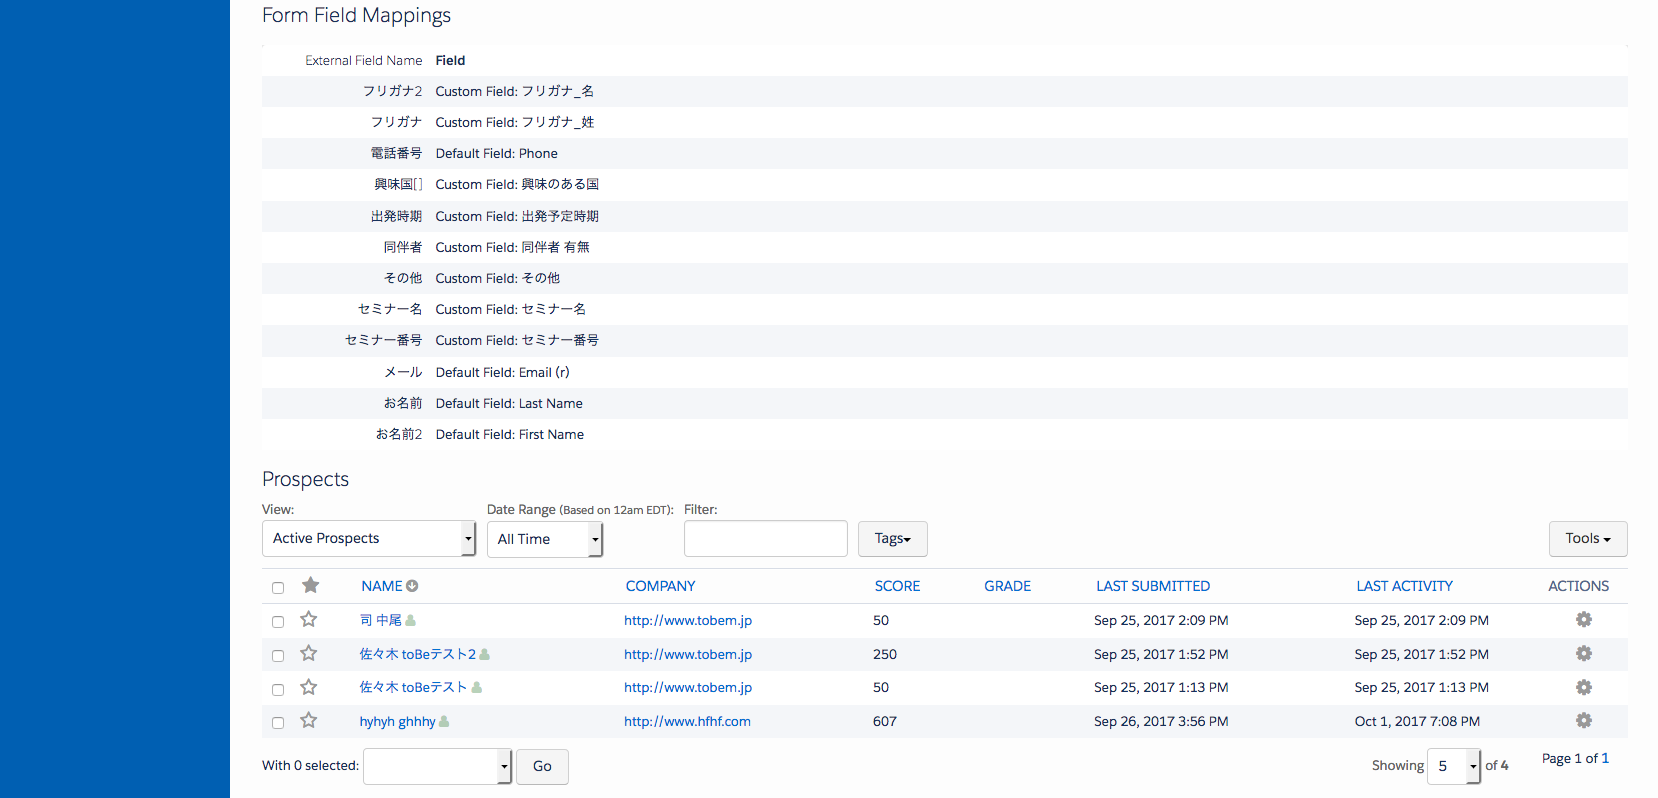 Form Field Mappings
External Field Name Field
フリガナ2 Custom Field: フリガナ_名
フリガナ Custom Field: フリガナ_姓
電話番号 Default Field: Phone
興味国[] Custom Field: 興味のある国
出発時期 Custom Field: 出発予定時期
同伴者 Custom Field: 同伴者 有無
その他 Custom Field: その他
セミナー名 Custom Field: セミナー名
セミナー番号 Custom Field: セミナー番号
メール Default Field: Email (r)
お名前 Default Field: Last Name
お名前2 Default Field: First Name
Prospects
View: Date Range (Based on 12am EDT): Filter:
Active Prospects All Time Tags Tools
NAME COMPANY SCORE GRADE LAST SUBMITTED LAST ACTIVITY ACTIONS
司 中尾 http://www.tobem.jp 50 Sep 25, 2017 2:09 PM Sep 25, 2017 2:09 PM
佐々木 toBeテスト2 http://www.tobem.jp 250 Sep 25, 2017 1:52 PM Sep 25, 2017 1:52 PM
佐々木 toBeテスト http://www.tobem.jp 50 Sep 25, 2017 1:13 PM Sep 25, 2017 1:13 PM
hyhyh ghhhy http://www.hfhf.com 607 Sep 26, 2017 3:56 PM Oct 1, 2017 7:08 PM
With 0 selected: Go Showing 5 of 4 Page 1 of 1